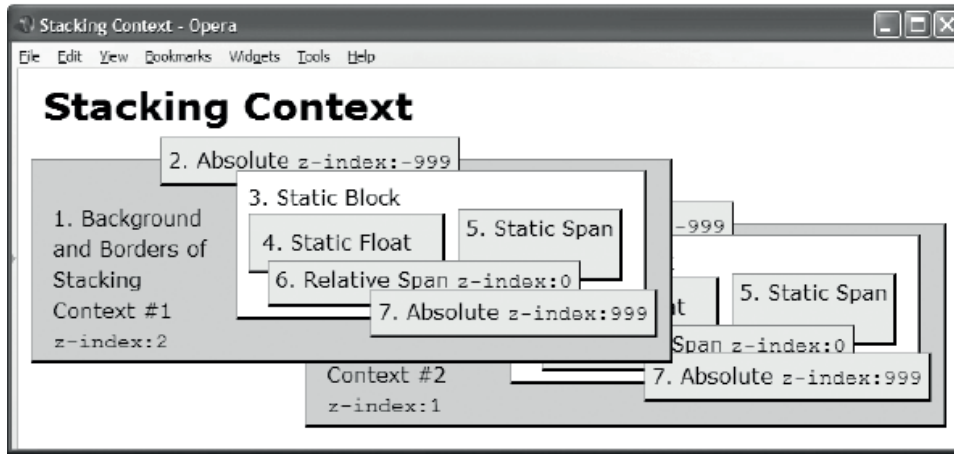 Stacking Context - Opera
File Edit View Bookmarks Widgets Tools Help
Stacking Context
2. Absolute z-index:-999
3. Static Block
1. Background
and Borders of
Stacking
Context #1
z-index:2
4. Static Float
5. Static Span
6. Relative Span z-index:0
7. Absolute z-index:999
-999
5. Static Span
Span z-index:0
7. Absolute z-index:999
Context #2
z-index:1